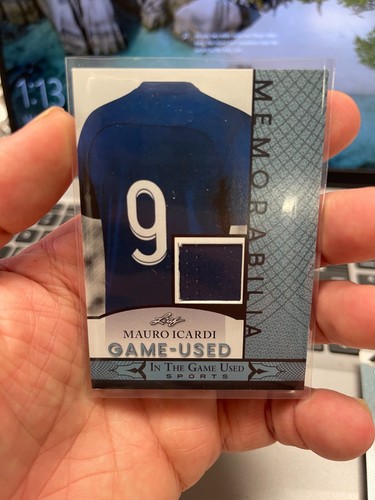 1:13
9
MEMORABILIA
Leaf
MAURO ICARDI
GAME-USED
IN THE GAME USED
SPORTS